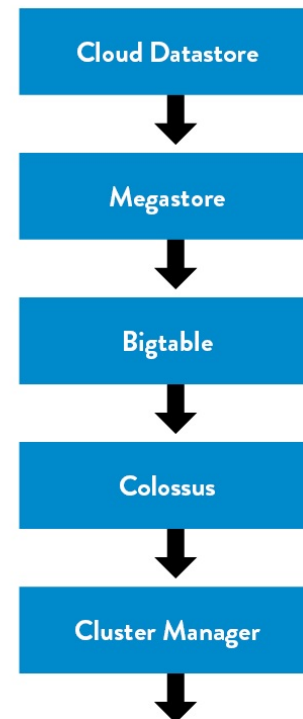 Cloud Datastore
Megastore
Bigtable
Colossus
Cluster Manager